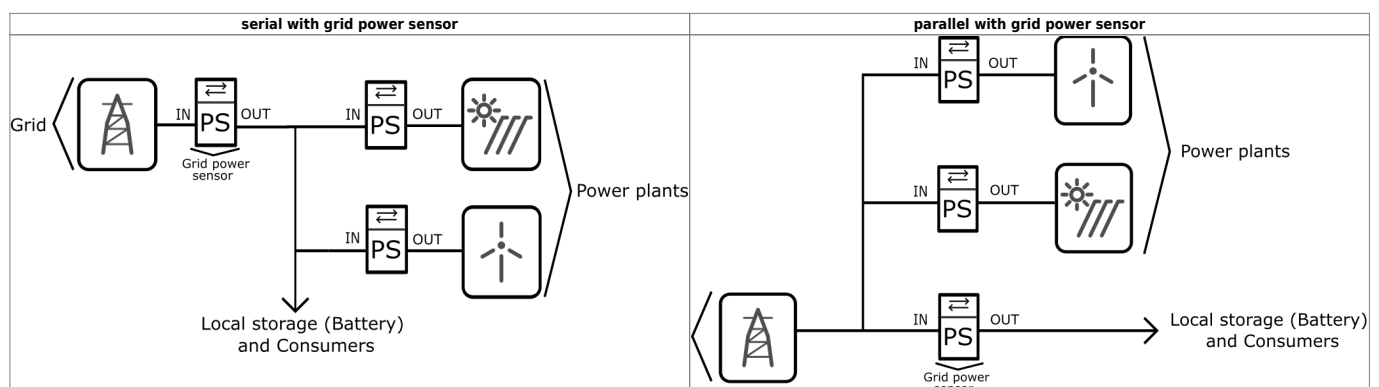 serial with grid power sensor
Grid
IN
PS
OUT
Grid power
sensor
IN
PS
OUT
IN
PS
OUT
Power plants
Local storage (Battery)
and Consumers
parallel with grid power sensor
IN
PS
OUT
IN
PS
OUT
Power plants
IN
PS
OUT
Grid power
Local storage (Battery)
and Consumers